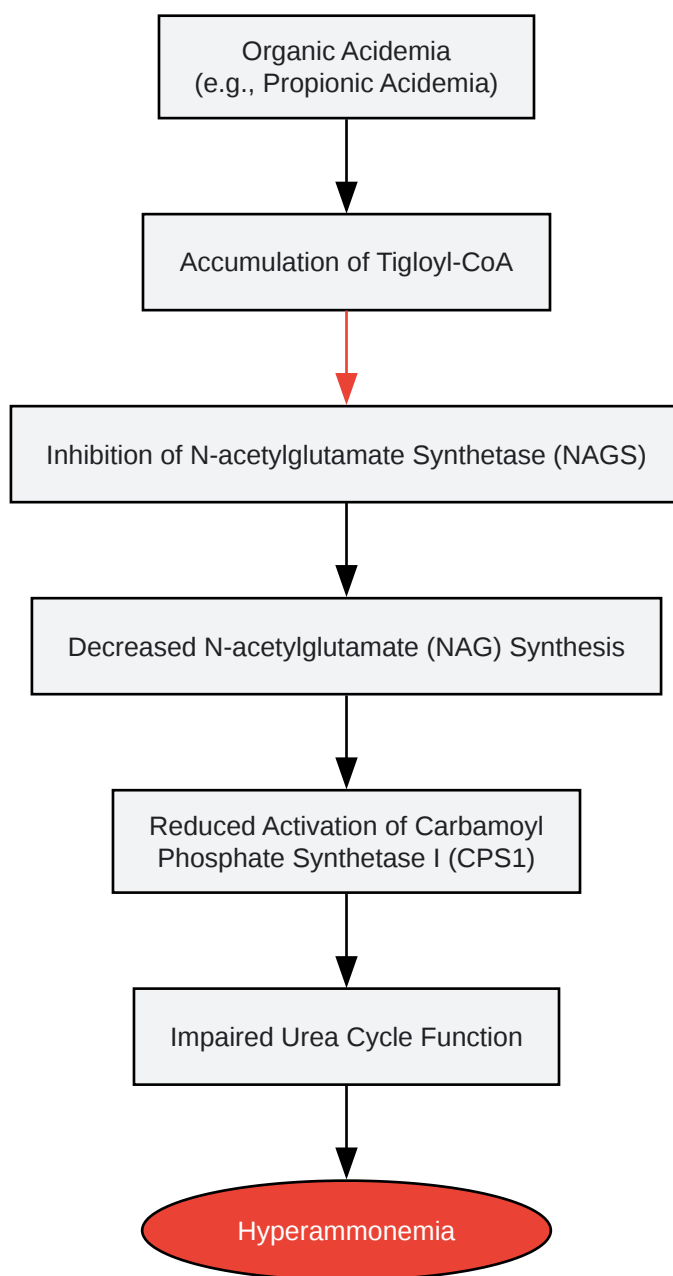 Organic Acidemia
(e.g., Propionic Acidemia)
Accumulation of Tigloyl-CoA
Inhibition of N-acetylglutamate Synthetase (NAGS)
Decreased N-acetylglutamate (NAG) Synthesis
Reduced Activation of Carbamoyl
Phosphate Synthetase I (CPS1)
Impaired Urea Cycle Function
Hyperammonemia